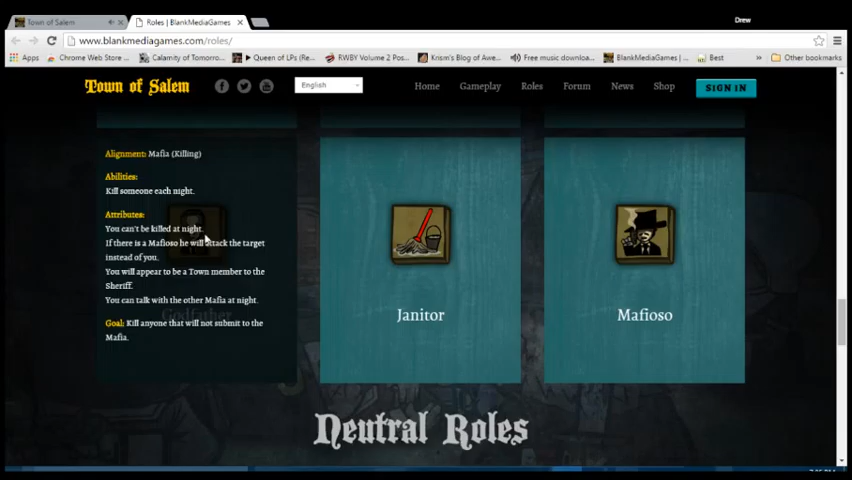 Drew
Town of Salem
Roles | BlankMediaGames
www.blankmediagames.com/roles/
Apps
Chrome Web Store ...
Calamity of Tomorro...
Queen of LPs (Re...
RWBY Volume 2 Pos...
Krism's Blog of Awe...
Free music downloa...
BlankMediaGames | ...
Best
»
Other bookmarks
Town of Salem
English
Home
Gameplay
Roles
Forum
News
Shop
SIGN IN
Alignment: Mafia (Killing)
Abilities:
Kill someone each night.
Attributes:
You can't be killed at night.
If there is a Mafioso he will attack the target
instead of you.
You will appear to be a Town member to the
Sheriff.
You can talk with the other Mafia at night.
Godfather
Goal: Kill anyone that will not submit to the
Mafia.
Janitor
Mafioso
Neutral Roles